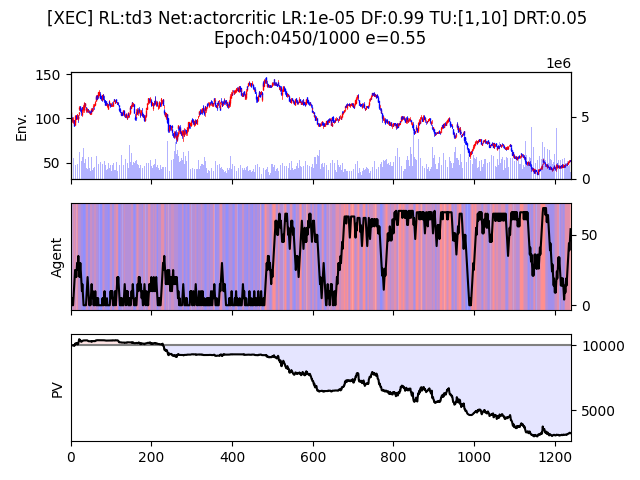 [XEC] RL:td3 Net:actorcritic LR:1e-05 DF:0.99 TU:[1,10] DRT:0.05
Epoch:0450/1000 e=0.55
1e6
150
100
50
Env.
5
0
Agent
50
0
PV
10000
5000
0
200
400
600
800
1000
1200